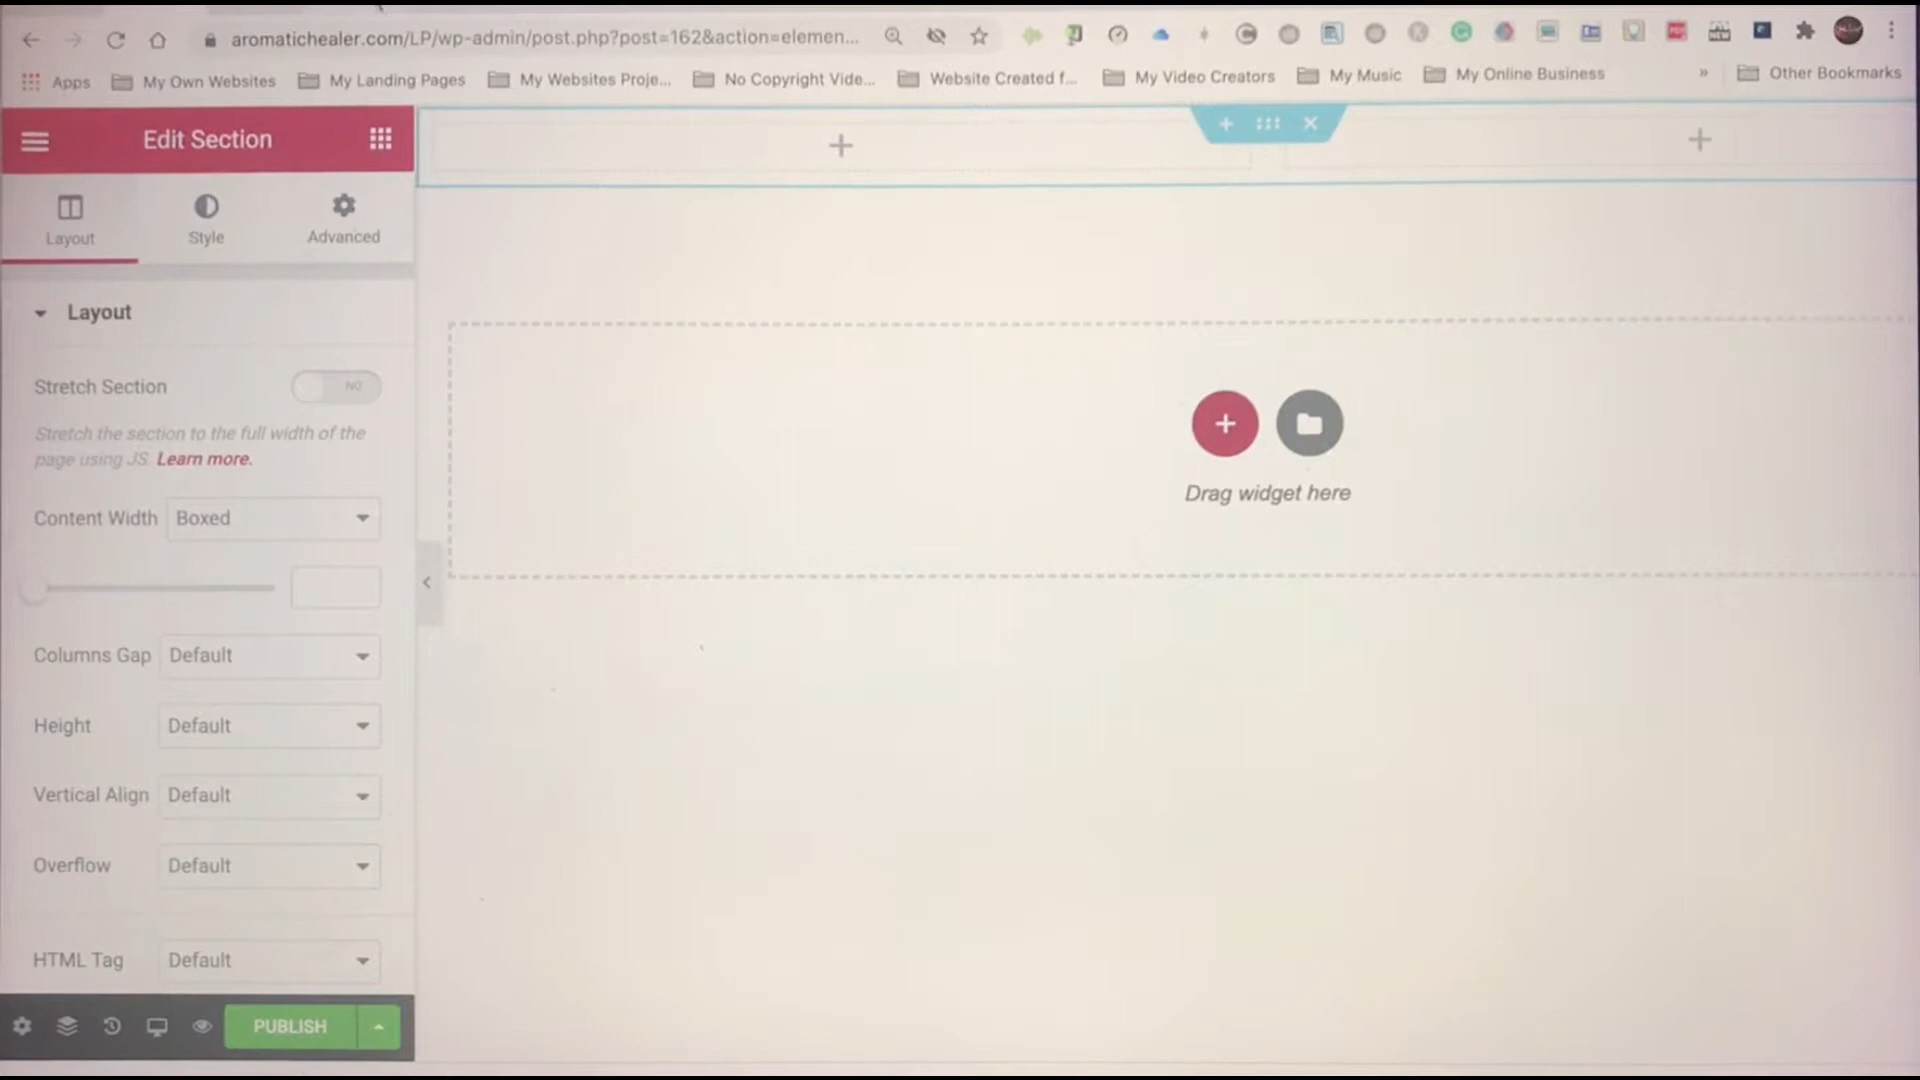 aromatichealer.com/LP/wp-admin/post.php?post=162&action=elemen...
Apps My Own Websites My Landing Pages My Websites Proje... No Copyright Vide... Website Created f... My Video Creators My Music My Online Business » Other Bookmarks
Edit Section
Layout Style Advanced
Layout
Stretch Section NO
Stretch the section to the full width of the
page using JS. Learn more.
Content Width Boxed
Columns Gap Default
Height Default
Vertical Align Default
Overflow Default
HTML Tag Default
PUBLISH
Drag widget here